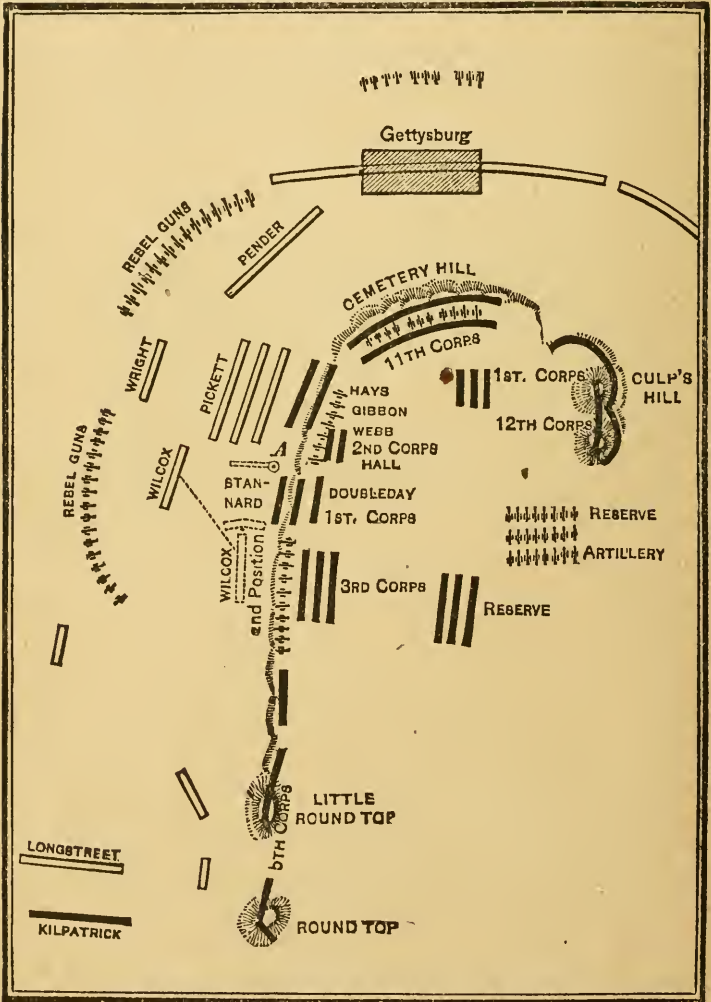 Gettysburg
REBEL GUNS
PENDER
CEMETERY HILL
11TH CORPS
WRIGHT
PICKETT
HAYS
GIBBON
WEBB
2ND CORPS
HALL
1ST. CORPS
CULP'S
HILL
12TH CORPS
A
REBEL GUNS
WILCOX
STAN-
NARD
DOUBLEDAY
1ST. CORPS
RESERVE
ARTILLERY
WILCOX
2nd Position
3RD CORPS
RESERVE
LITTLE
ROUND TOP
5TH CORPS
LONGSTREET
KILPATRICK
ROUND TOP